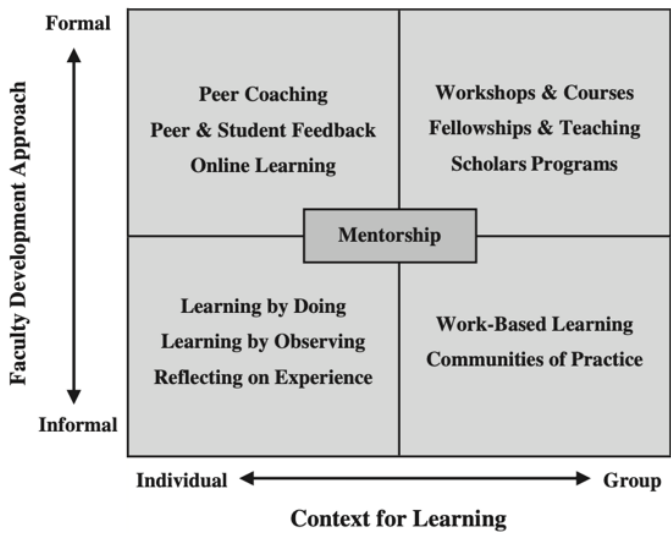 Formal
Faculty Development Approach
Peer Coaching
Peer & Student Feedback
Online Learning
Workshops & Courses
Fellowships & Teaching
Scholars Programs
Mentorship
Learning by Doing
Learning by Observing
Reflecting on Experience
Work-Based Learning
Communities of Practice
Informal
Individual
Group
Context for Learning